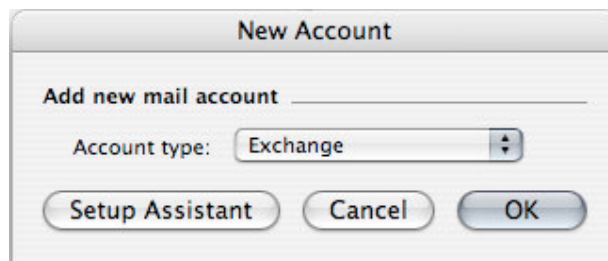 New Account
Add new mail account
Account type: Exchange
Setup Assistant Cancel OK